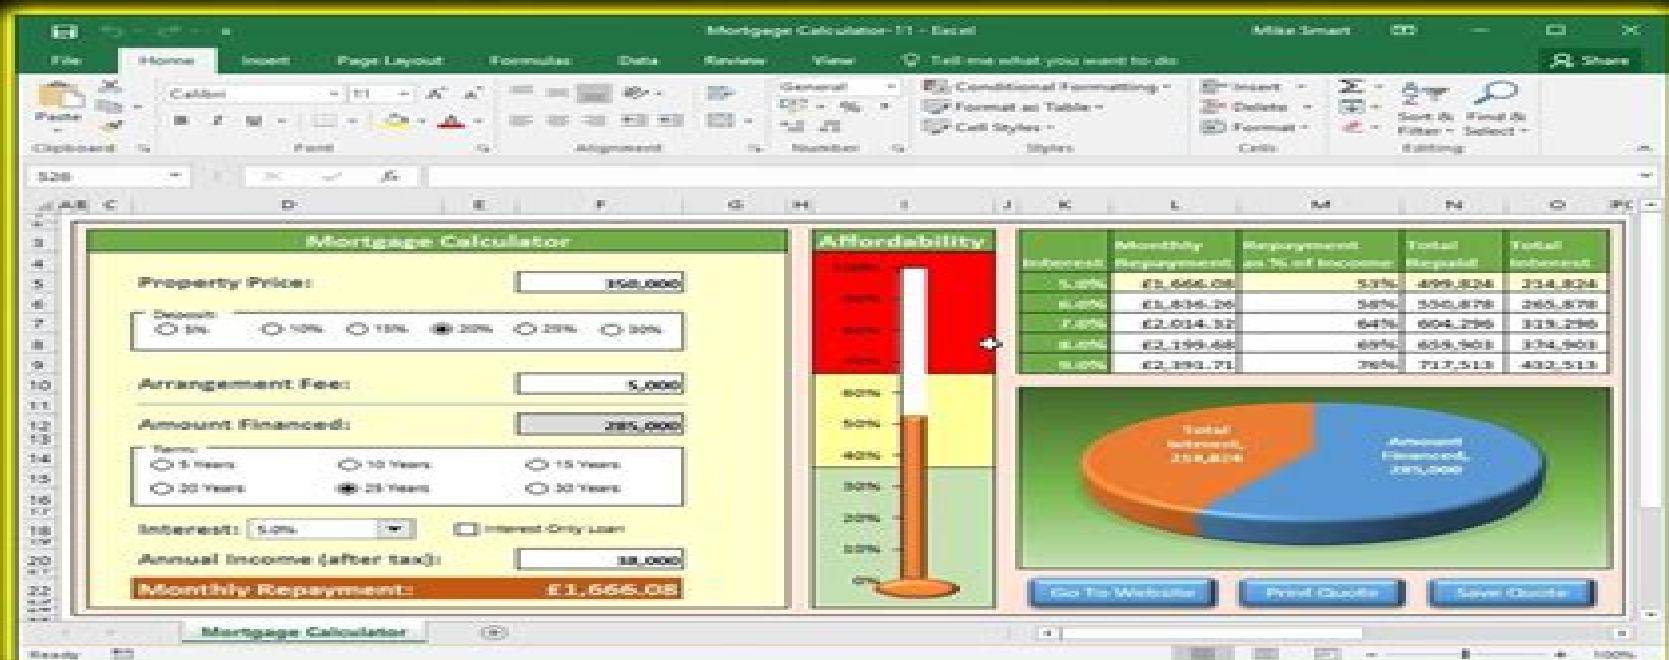 Mortgage Calculator-11 - Excel
Mike Smart
File Home Insert Page Layout Formulas Data Review View Tell me what you want to do
Share
Calibri 11
General
Conditional Formatting
Insert
Paste
Format as Table
Delete
Cell Styles
Format
Sort & Filter
Find & Select
Clipboard Font Alignment Number Styles Cells Editing
S26
Mortgage Calculator
Property Price: 350,000
Deposit:
5% 10% 15% 20% 25% 30%
Arrangement Fee: 5,000
Amount Financed: 285,000
Term:
5 Years 10 Years 15 Years
20 Years 25 Years 30 Years
Interest: 5.0% Interest Only Loan
Annual Income (after tax): 38,000
Monthly Repayment: £1,666.08
Affordability
60%
50%
40%
30%
20%
10%
0%
Interest Monthly Repayment Repayment as % of Income Total Repaid Total Interest
5.0% £1,666.08 53% 499,824 214,824
6.0% £1,836.26 58% 550,878 265,878
7.0% £2,014.32 64% 604,296 319,296
8.0% £2,199.68 69% 659,903 374,903
9.0% £2,391.71 76% 717,513 432,513
Total
Interest,
214,824
Amount
Financed,
285,000
Go To Website Print Quote Save Quote
Mortgage Calculator
Ready
100%